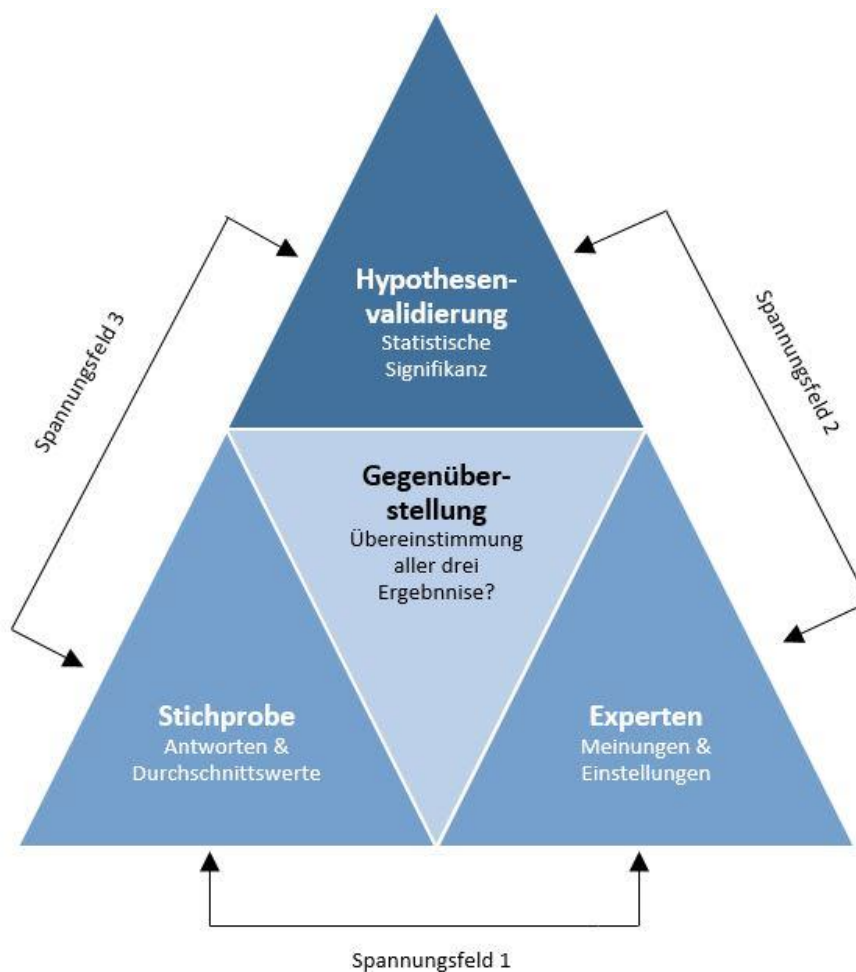 Hypothesen-
validierung
Statistische
Signifikanz
Spannungsfeld 3
Spannungsfeld 2
Gegenüber-
stellung
Übereinstimmung
aller drei
Ergebnnise?
Stichprobe
Antworten &
Durchschnittswerte
Experten
Meinungen &
Einstellungen
Spannungsfeld 1